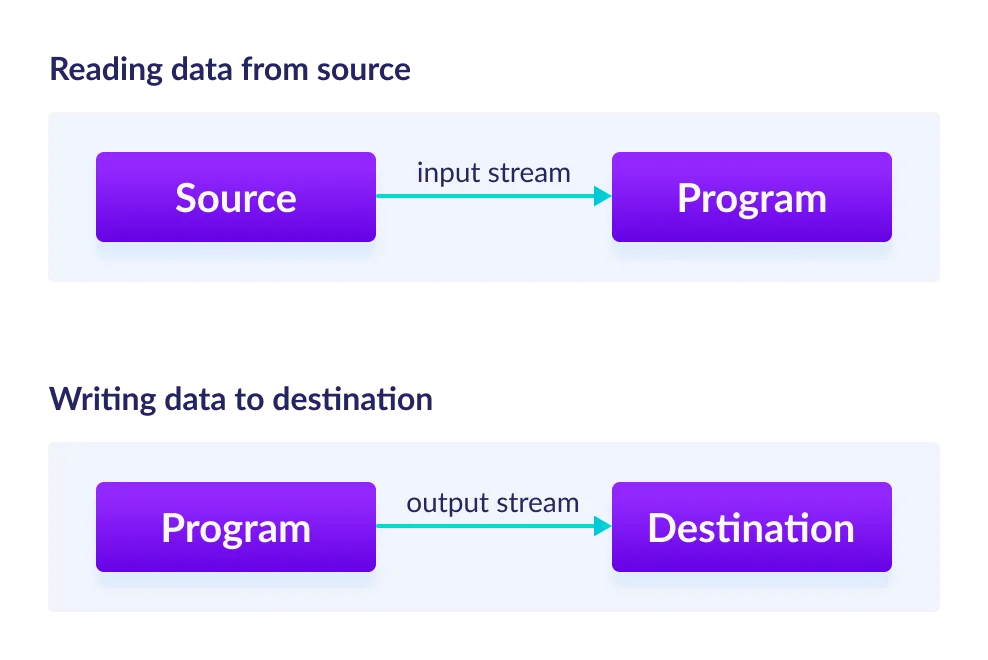 Reading data from source
Source
input stream
Program
Writing data to destination
Program
output stream
Destination